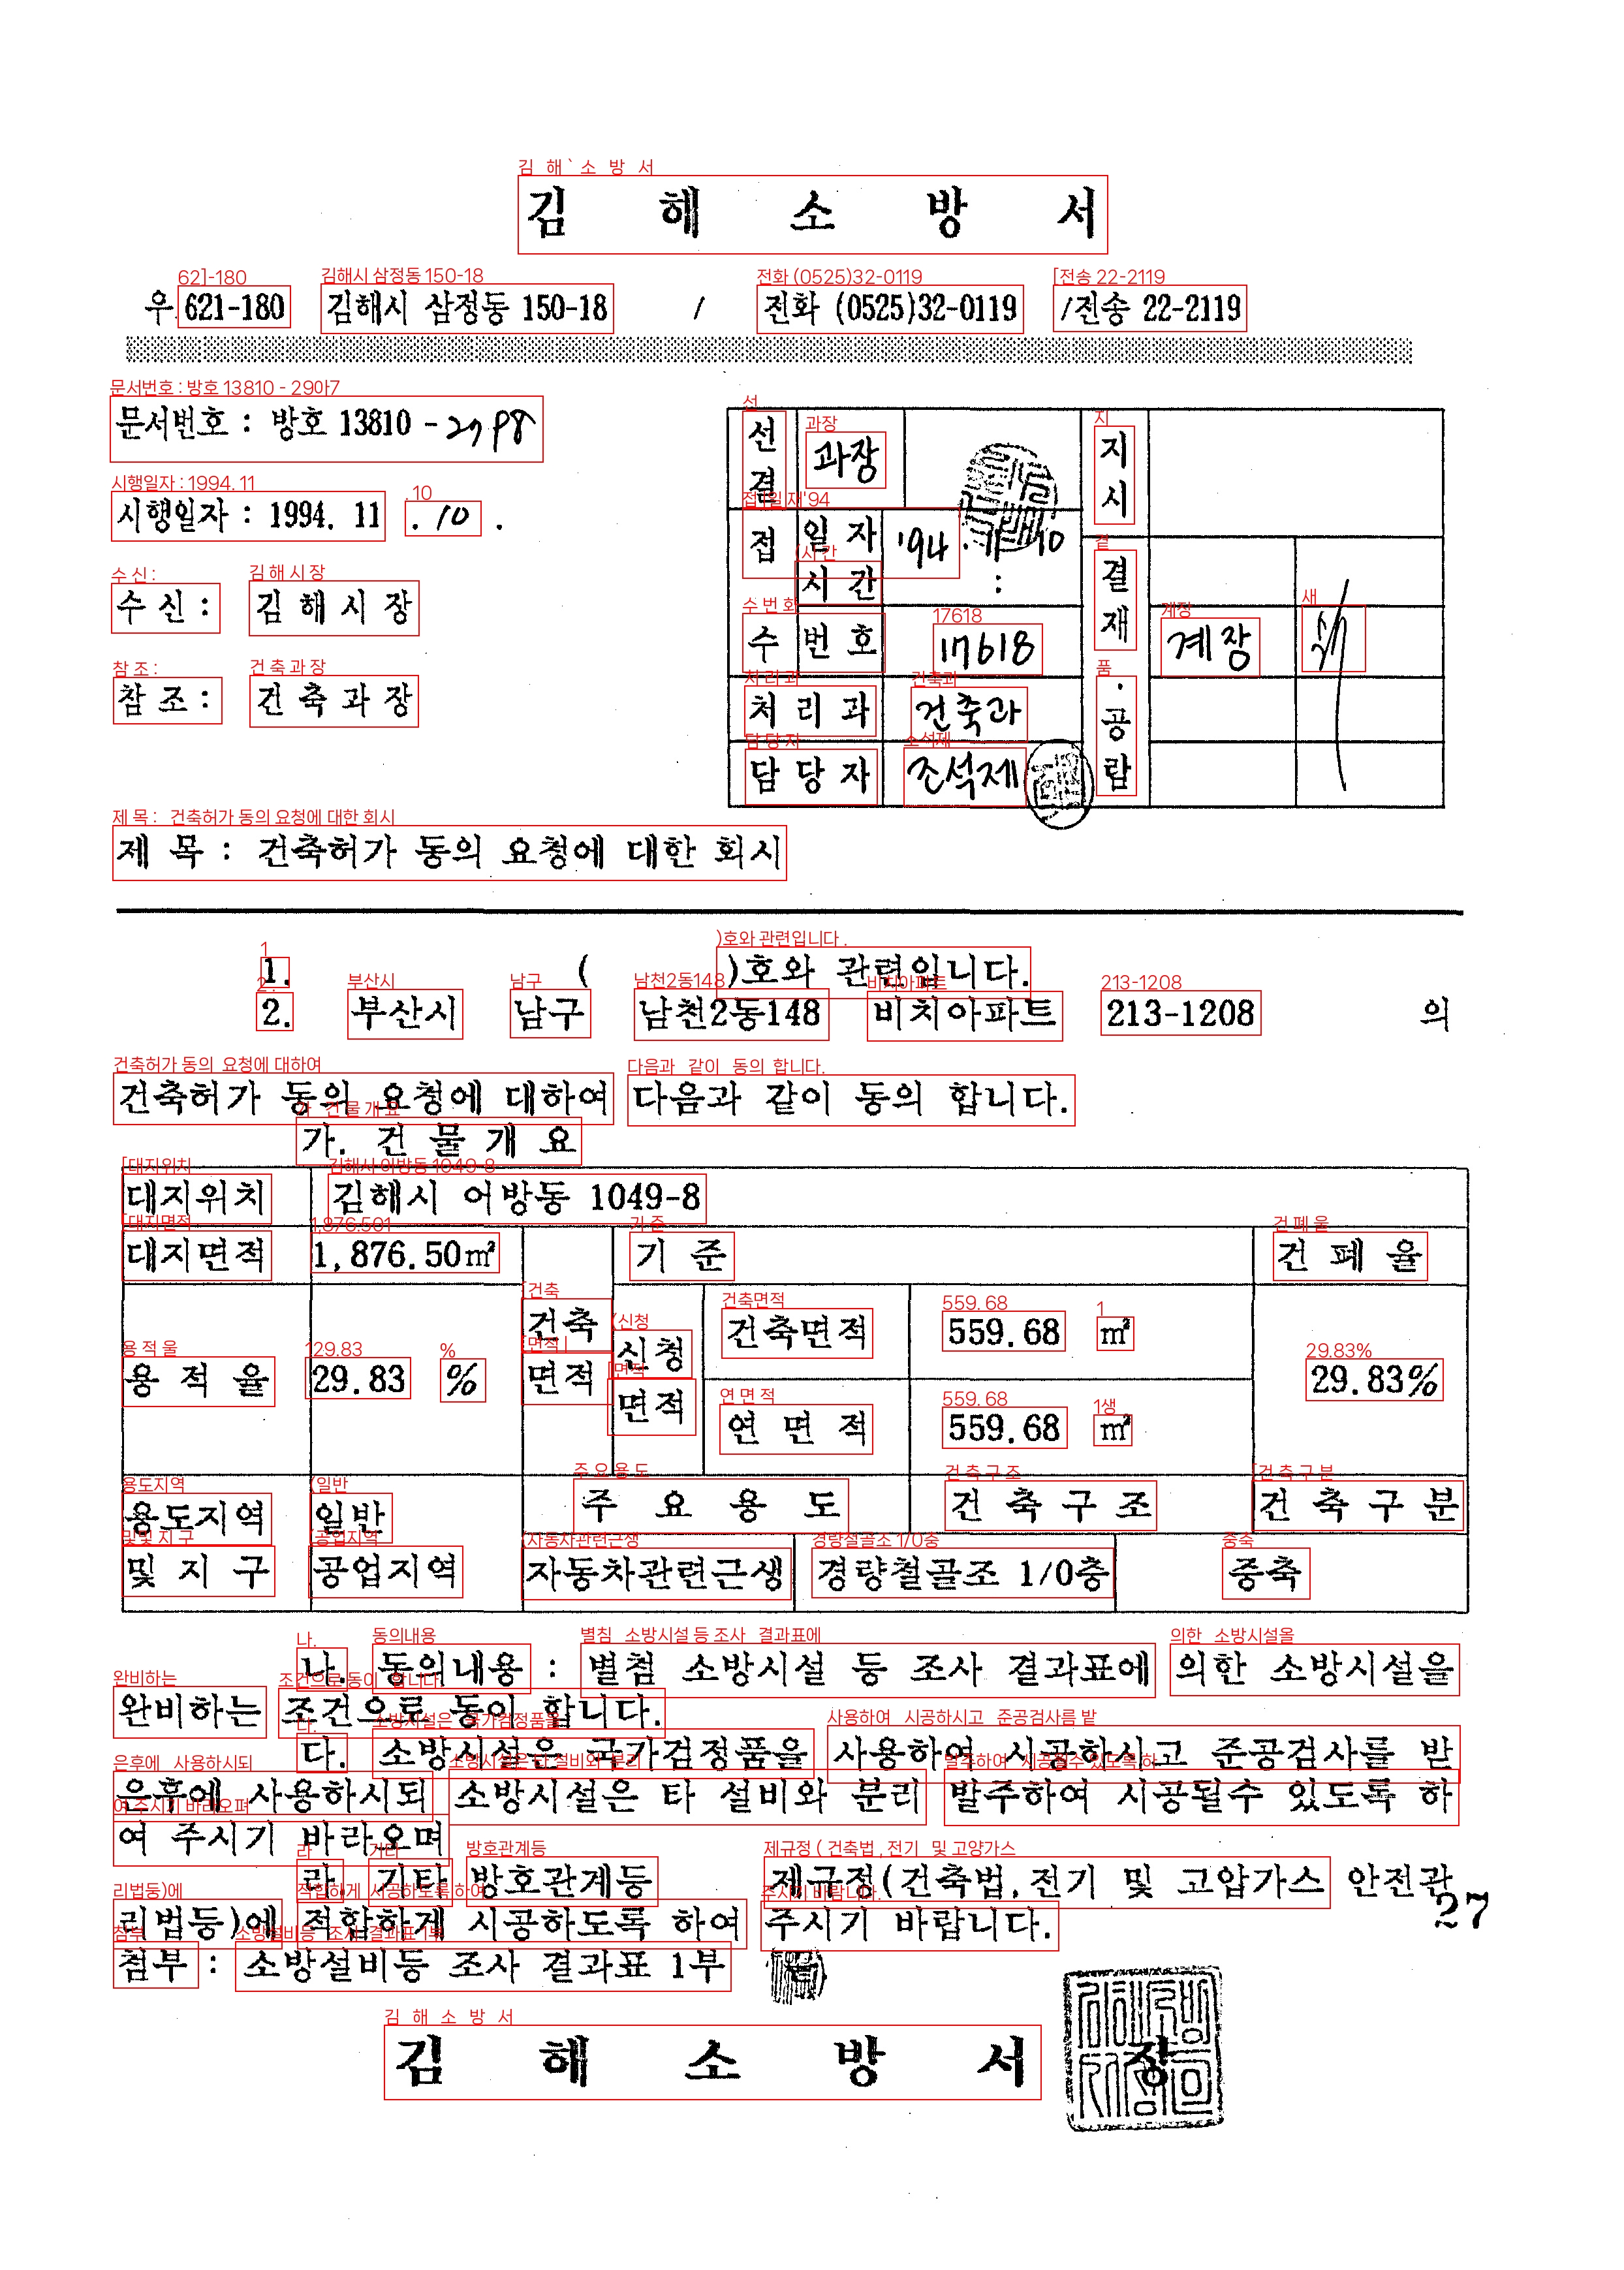 김 해 소 방 서
우 621-180 김해시 삼정동 150-18 / 전화 (0525)32-0119 /전송 22-2119
문서번호 : 방호 13810 -
시행일자 : 1994. 11 . 10 .
수 신 : 김 해 시 장
참 조 : 건 축 과 장
선결 과장 지시
접수 일 자 '94 . 11 . 10
시 간 : 결재
번 호 17618 계장
처 리 과 건축과 · 공람
담 당 자 조석제
제 목 : 건축허가 동의 요청에 대한 회시
1. ( )호와 관련입니다.
2. 부산시 남구 남천2동148 비치아파트 213-1208 의
건축허가 동의 요청에 대하여 다음과 같이 동의 합니다.
가. 건 물 개 요
대지위치 김해시 어방동 1049-8
대지면적 1,876.50㎡ 기 준 건 폐 율
용 적 율 29.83 % 건축면적 신청면적 건축면적 559.68 ㎡ 29.83%
연 면 적 559.68 ㎡
용도지역 일반 주 요 용 도 건 축 구 조 건 축 구 분
및 지 구 공업지역 자동차관련근생 경량철골조 1/0층 증축
나. 동의내용 : 별첨 소방시설 등 조사 결과표에 의한 소방시설을
완비하는 조건으로 동이 합니다.
다. 소방시설은 국가검정품을 사용하여 시공하시고 준공검사를 받
은후에 사용하시되 소방시설은 타 설비와 분리 발주하여 시공될수 있도록 하
여 주시기 바라오며
라 기타 방호관계등 제규정(건축법, 전기 및 고압가스 안전관
리법등)에 적합하게 시공하도록 하여 주시기 바랍니다.
27
첨부 : 소방설비등 조사 결과표 1부
김 해 소 방 서 장